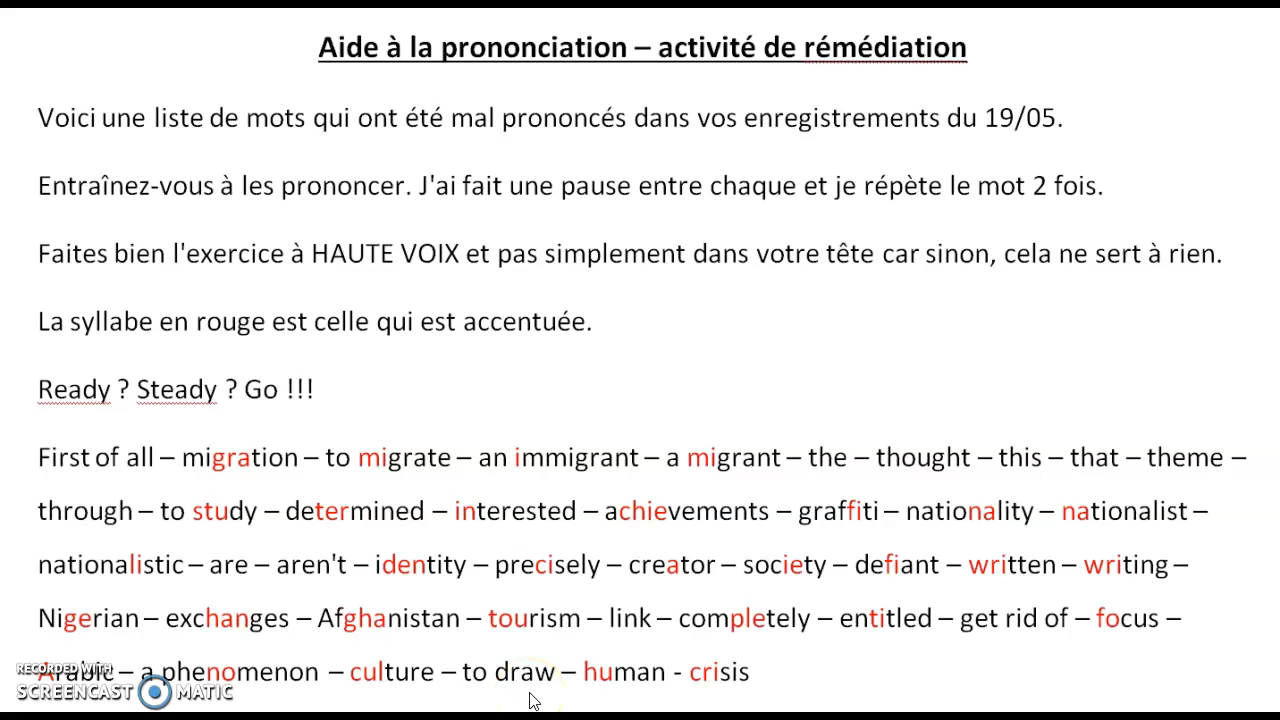 Aide à la prononciation – activité de rémédiation
Voici une liste de mots qui ont été mal prononcés dans vos enregistrements du 19/05.
Entraînez-vous à les prononcer. J'ai fait une pause entre chaque et je répète le mot 2 fois.
Faites bien l'exercice à HAUTE VOIX et pas simplement dans votre tête car sinon, cela ne sert à rien.
La syllabe en rouge est celle qui est accentuée.
Ready ? Steady ? Go !!!
First of all – migration – to migrate – an immigrant – a migrant – the – thought – this – that – theme –
through – to study – determined – interested – achievements – graffiti – nationality – nationalist –
nationalistic – are – aren't – identity – precisely – creator – society – defiant – written – writing –
Nigerian – exchanges – Afghanistan – tourism – link – completely – entitled – get rid of – focus –
Arabic – a phenomenon – culture – to draw – human - crisis
RECORDED WITH
SCREENCAST MATIC